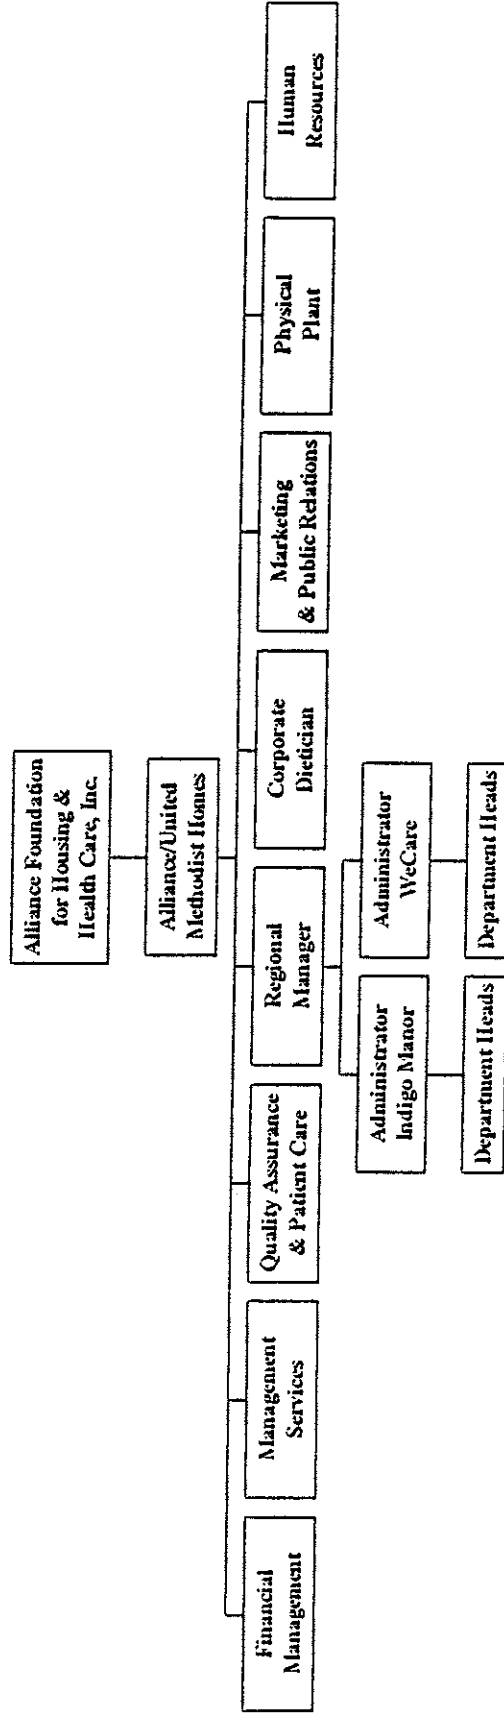 Alliance Foundation
for Housing &
Health Care, Inc.
Alliance/United
Methodist Homes
Financial
Management
Management
Services
Quality Assurance
& Patient Care
Regional
Manager
Corporate
Dietician
Marketing
& Public Relations
Physical
Plant
Human
Resources
Administrator
Indigo Manor
Administrator
WeCare
Department Heads
Department Heads